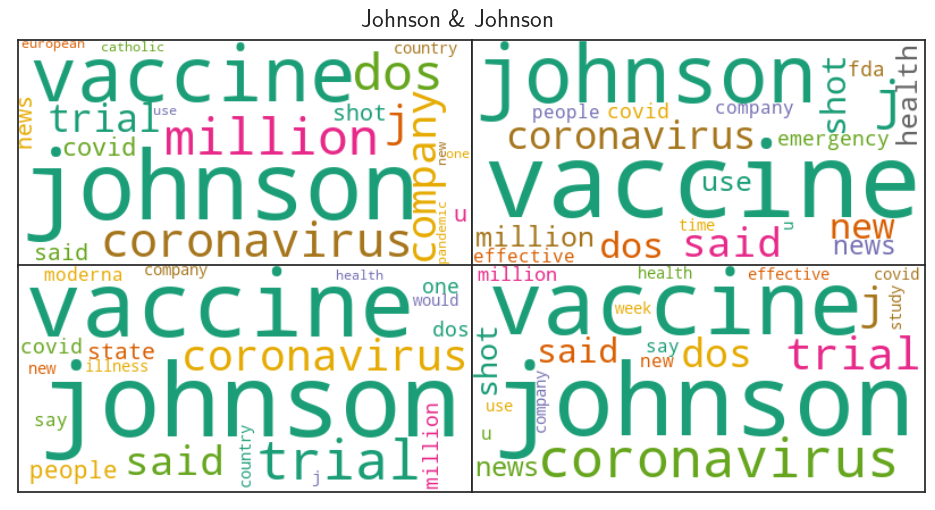 Johnson & Johnson
european catholic country
vaccine dos
news trial use shot j
covid million company new one
johnson
pandemic u
said coronavirus
johnson shot fda health
people covid company j
coronavirus emergency
vaccine
use
million dos said time u new
effective news
moderna company health
vaccine one
would
dos
covid state coronavirus
new illness
johnson
say
people said country trial j million
million health effective covid
vaccine j study
week
shot said say dos trial
new
johnson
use company
u
news coronavirus